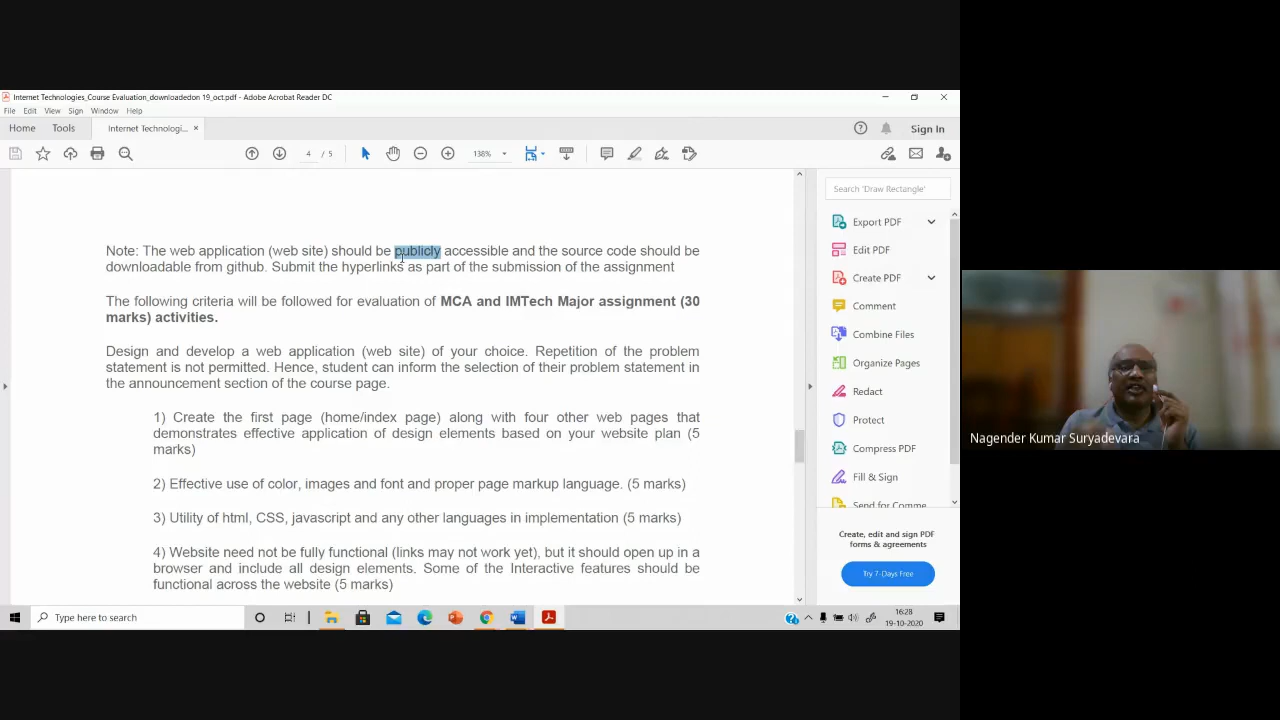 Internet Technologies_Course Evaluation_downloadedon 19_oct.pdf - Adobe Acrobat Reader DC
File Edit View Sign Window Help
Home Tools Internet Technologi... × Sign In
4 / 5 138%
Note: The web application (web site) should be publicly accessible and the source code should be
downloadable from github. Submit the hyperlinks as part of the submission of the assignment
The following criteria will be followed for evaluation of MCA and IMTech Major assignment (30
marks) activities.
Design and develop a web application (web site) of your choice. Repetition of the problem
statement is not permitted. Hence, student can inform the selection of their problem statement in
the announcement section of the course page.
1) Create the first page (home/index page) along with four other web pages that
demonstrates effective application of design elements based on your website plan (5
marks)
2) Effective use of color, images and font and proper page markup language. (5 marks)
3) Utility of html, CSS, javascript and any other languages in implementation (5 marks)
4) Website need not be fully functional (links may not work yet), but it should open up in a
browser and include all design elements. Some of the Interactive features should be
functional across the website (5 marks)
Search 'Draw Rectangle'
Export PDF
Edit PDF
Create PDF
Comment
Combine Files
Organize Pages
Redact
Protect
Compress PDF
Fill & Sign
Send for Comme
Create, edit and sign PDF
forms & agreements
Try 7-Days Free
Nagender Kumar Suryadevara
Type here to search
16:28
19-10-2020